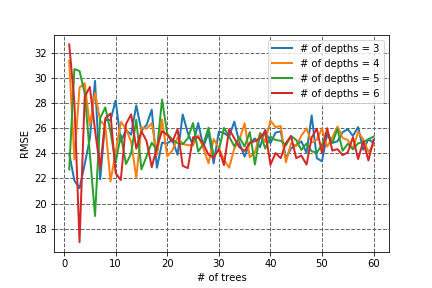 # of depths = 3
# of depths = 4
# of depths = 5
# of depths = 6
32
30
28
26
24
22
20
18
RMSE
0 10 20 30 40 50 60
# of trees